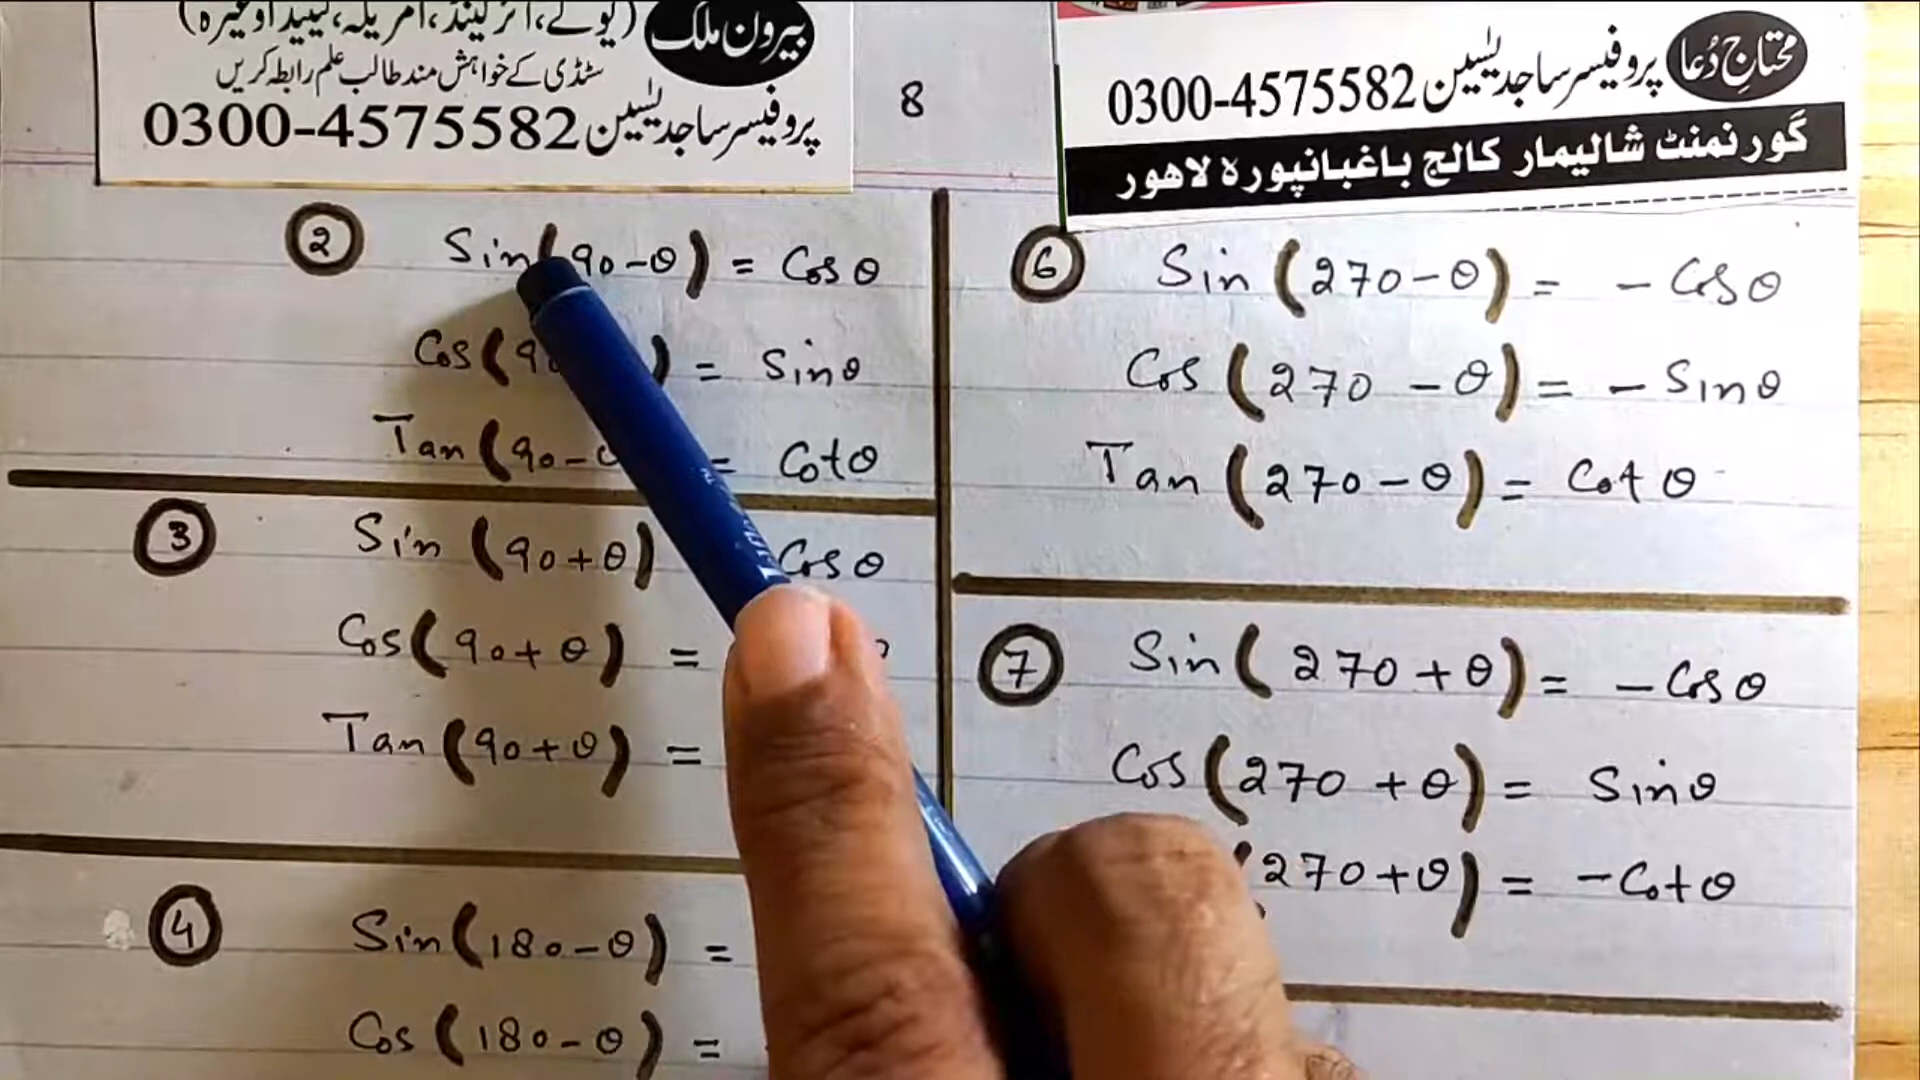 (یوکے، آئرلینڈ، امریکہ، کینیڈا وغیرہ)
بیرون ملک
سٹڈی کے خواہش مند طالب علم رابطہ کریں
پروفیسر ساجد یٰسین 0300-4575582
8
محتاجِ دُعا
پروفیسر ساجد یٰسین 0300-4575582
گورنمنٹ شالیمار کالج باغبانپورہ لاهور
2 Sin(90-θ) = Cosθ
Cos(90 ) = Sinθ
Tan(90- = Cotθ
3 Sin(90+θ) Cosθ
Cos(90+θ) =
Tan(90+θ) =
4 Sin(180-θ) =
Cos(180-θ) =
6 Sin(270-θ) = -Cosθ
Cos(270-θ) = -Sinθ
Tan(270-θ) = Cotθ
7 Sin(270+θ) = -Cosθ
Cos(270+θ) = Sinθ
(270+θ) = -Cotθ